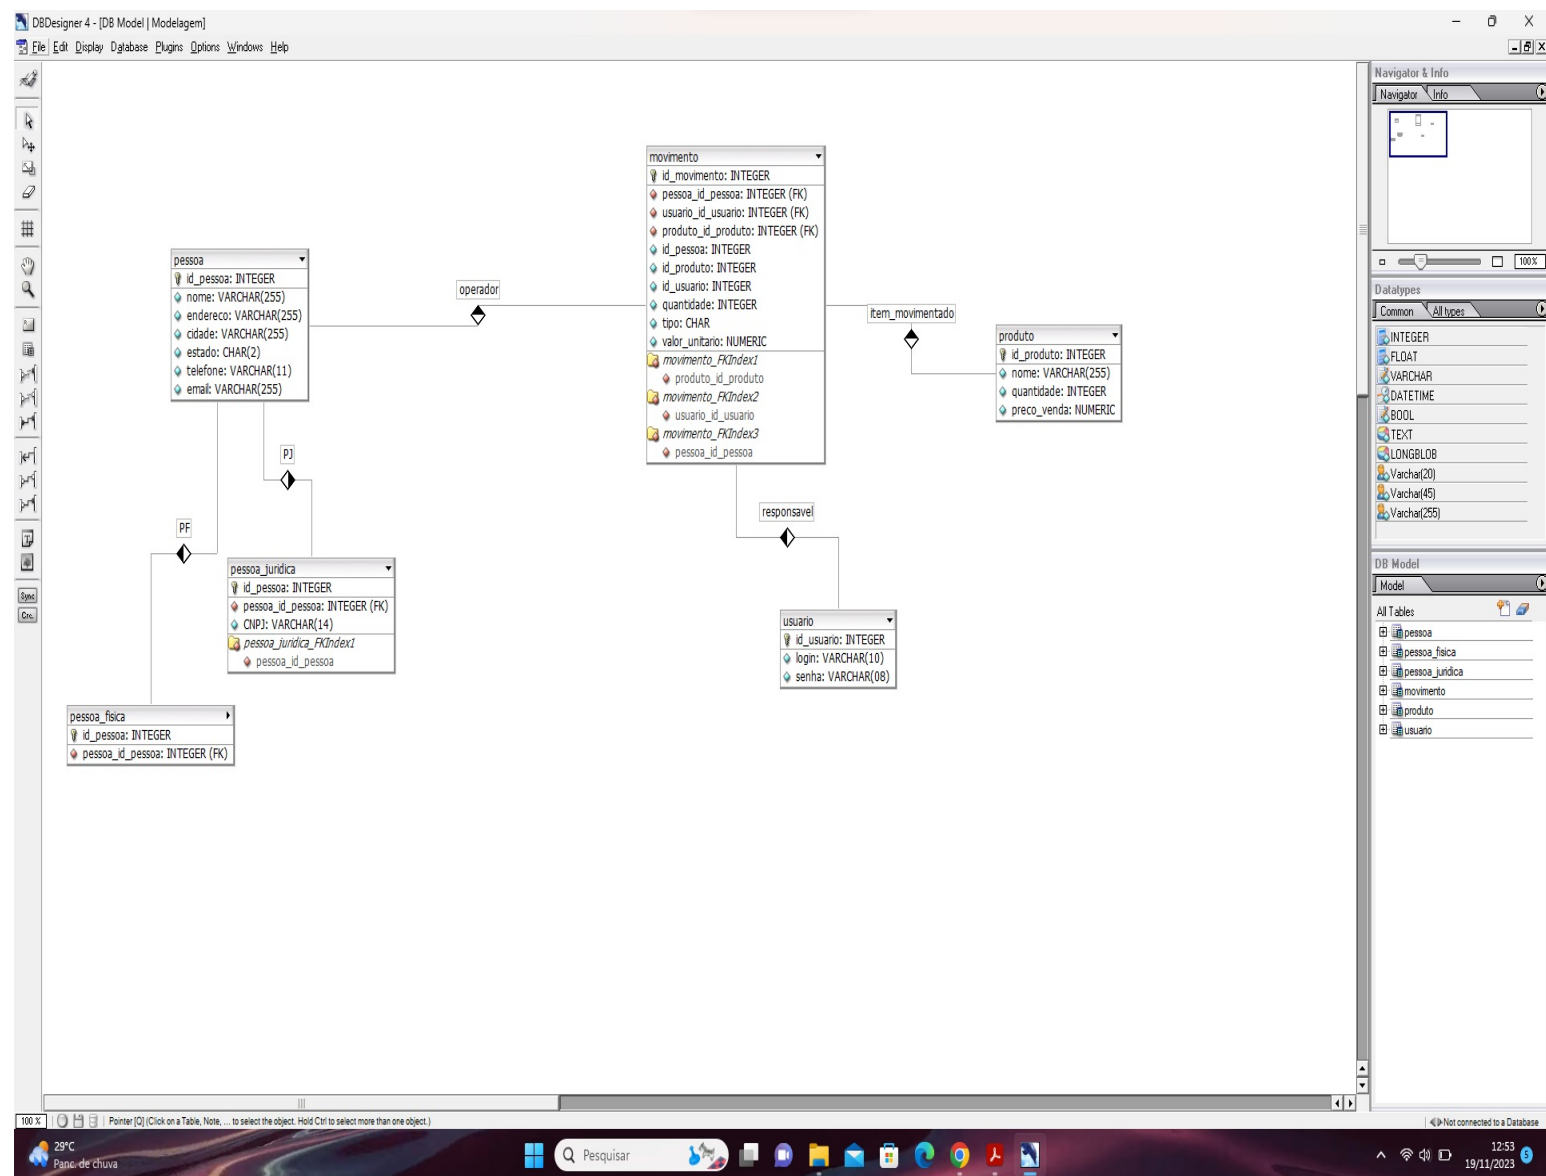 DBDesigner 4 - [DB Model | Modelagem]
File Edit Display Database Plugins Options Windows Help
movimento
id_movimento: INTEGER
pessoa_id_pessoa: INTEGER (FK)
usuario_id_usuario: INTEGER (FK)
produto_id_produto: INTEGER (FK)
id_pessoa: INTEGER
id_produto: INTEGER
id_usuario: INTEGER
quantidade: INTEGER
tipo: CHAR
valor_unitario: NUMERIC
movimento_FKIndex1
produto_id_produto
movimento_FKIndex2
usuario_id_usuario
movimento_FKIndex3
pessoa_id_pessoa
pessoa
id_pessoa: INTEGER
nome: VARCHAR(255)
endereco: VARCHAR(255)
cidade: VARCHAR(255)
estado: CHAR(2)
telefone: VARCHAR(11)
email: VARCHAR(255)
operador
item_movimentado
produto
id_produto: INTEGER
nome: VARCHAR(255)
quantidade: INTEGER
preco_venda: NUMERIC
PJ
PF
responsavel
pessoa_juridica
id_pessoa: INTEGER
pessoa_id_pessoa: INTEGER (FK)
CNPJ: VARCHAR(14)
pessoa_juridica_FKIndex1
pessoa_id_pessoa
usuario
id_usuario: INTEGER
login: VARCHAR(10)
senha: VARCHAR(08)
pessoa_fisica
id_pessoa: INTEGER
pessoa_id_pessoa: INTEGER (FK)
Sync
Cre.
Navigator & Info
Navigator Info
100%
Datatypes
Common All types
INTEGER
FLOAT
VARCHAR
DATETIME
BOOL
TEXT
LONGBLOB
Varchar(20)
Varchar(45)
Varchar(255)
DB Model
Model
All Tables
pessoa
pessoa_fisica
pessoa_juridica
movimento
produto
usuario
100 % Pointer [Q] (Click on a Table, Note, ... to select the object. Hold Ctrl to select more than one object.) Not connected to a Database
29°C
Panc. de chuva
Pesquisar
12:53
19/11/2023
5